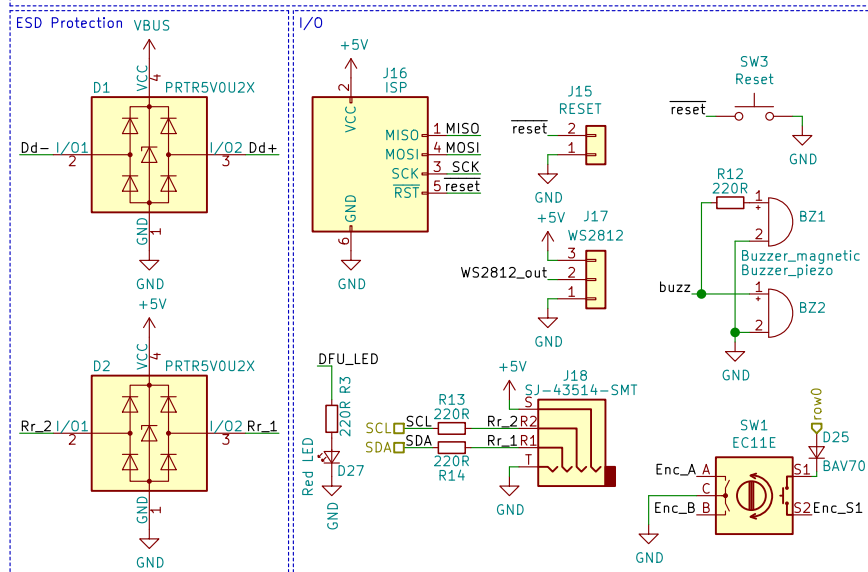 ESD Protection
VBUS
VCC
4
D1
PRTR5V0U2X
Dd-
I/O1
2
I/O2
3
Dd+
GND
1
GND
+5V
VCC
4
D2
PRTR5V0U2X
Rr_2
I/O1
2
I/O2
3
Rr_1
GND
1
GND
I/O
+5V
2
J16
ISP
VCC
MISO
1
MISO
MOSI
4
MOSI
SCK
3
SCK
RST
5
reset
GND
6
GND
J15
RESET
reset
2
1
GND
+5V
J17
WS2812
3
WS2812_out
2
1
GND
SW3
Reset
reset
GND
R12
220R
1
+
BZ1
2
Buzzer_magnetic
Buzzer_piezo
buzz
1
+
BZ2
2
GND
DFU_LED
R3
220R
Red LED
D27
GND
SCL
SCL
R13
220R
Rr_2
SDA
SDA
220R
R14
Rr_1
+5V
J18
SJ-43514-SMT
S
R2
R1
T
GND
row0
SW1
EC11E
D25
BAV70
Enc_A
A
C
Enc_B
B
S1
S2
Enc_S1
GND